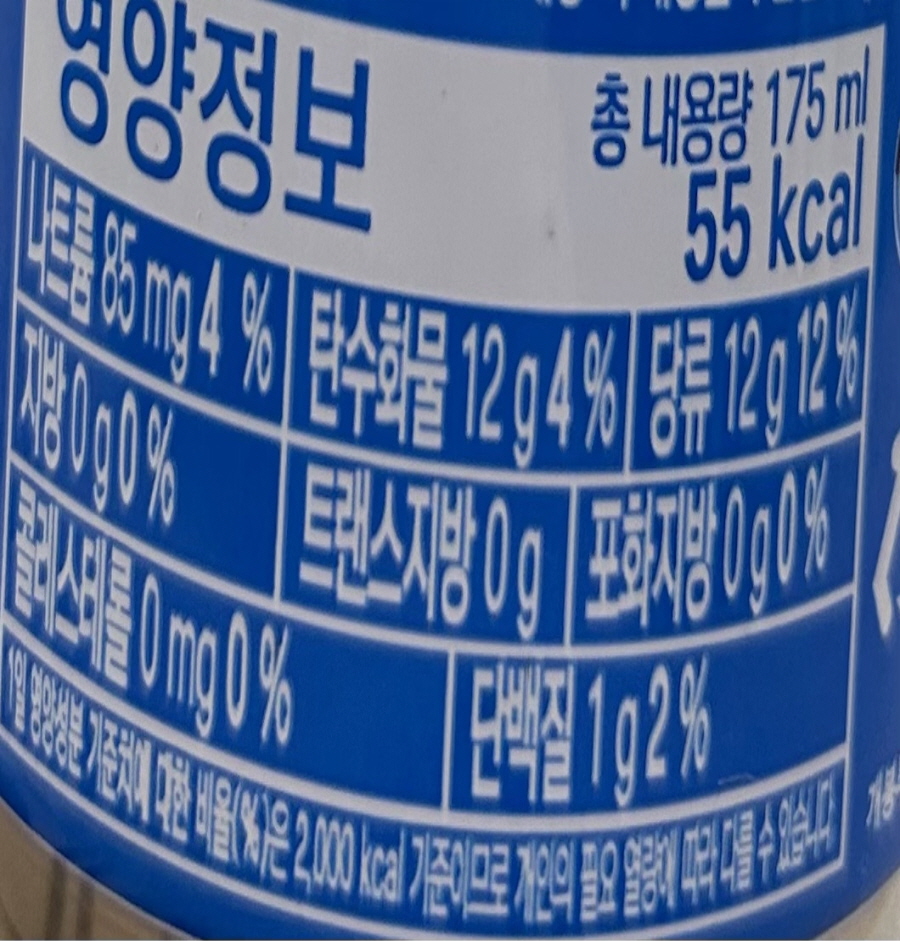 영양정보
총 내용량 175 ml
55 kcal
나트륨 85 mg 4 % 탄수화물 12 g 4 % 당류 12 g 12 %
지방 0 g 0 % 트랜스지방 0 g 포화지방 0 g 0 %
콜레스테롤 0 mg 0 % 단백질 1 g 2 %
1일 영양성분 기준치에 대한 비율(%)은 2,000 kcal 기준이므로 개인의 필요 열량에 따라 다를 수 있습니다